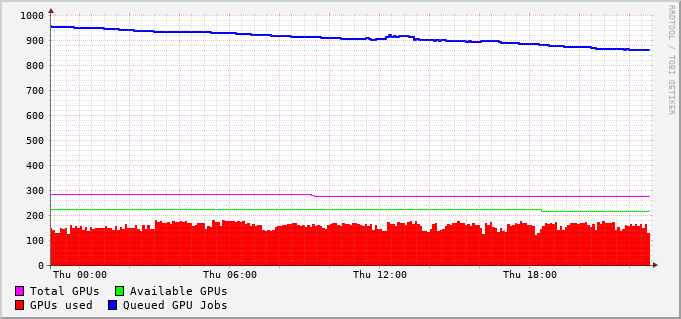 1000
900
800
700
600
500
400
300
200
100
0
Thu 00:00 Thu 06:00 Thu 12:00 Thu 18:00
Total GPUs Available GPUs
GPUs used Queued GPU Jobs
RRDTOOL / TOBI OETIKER